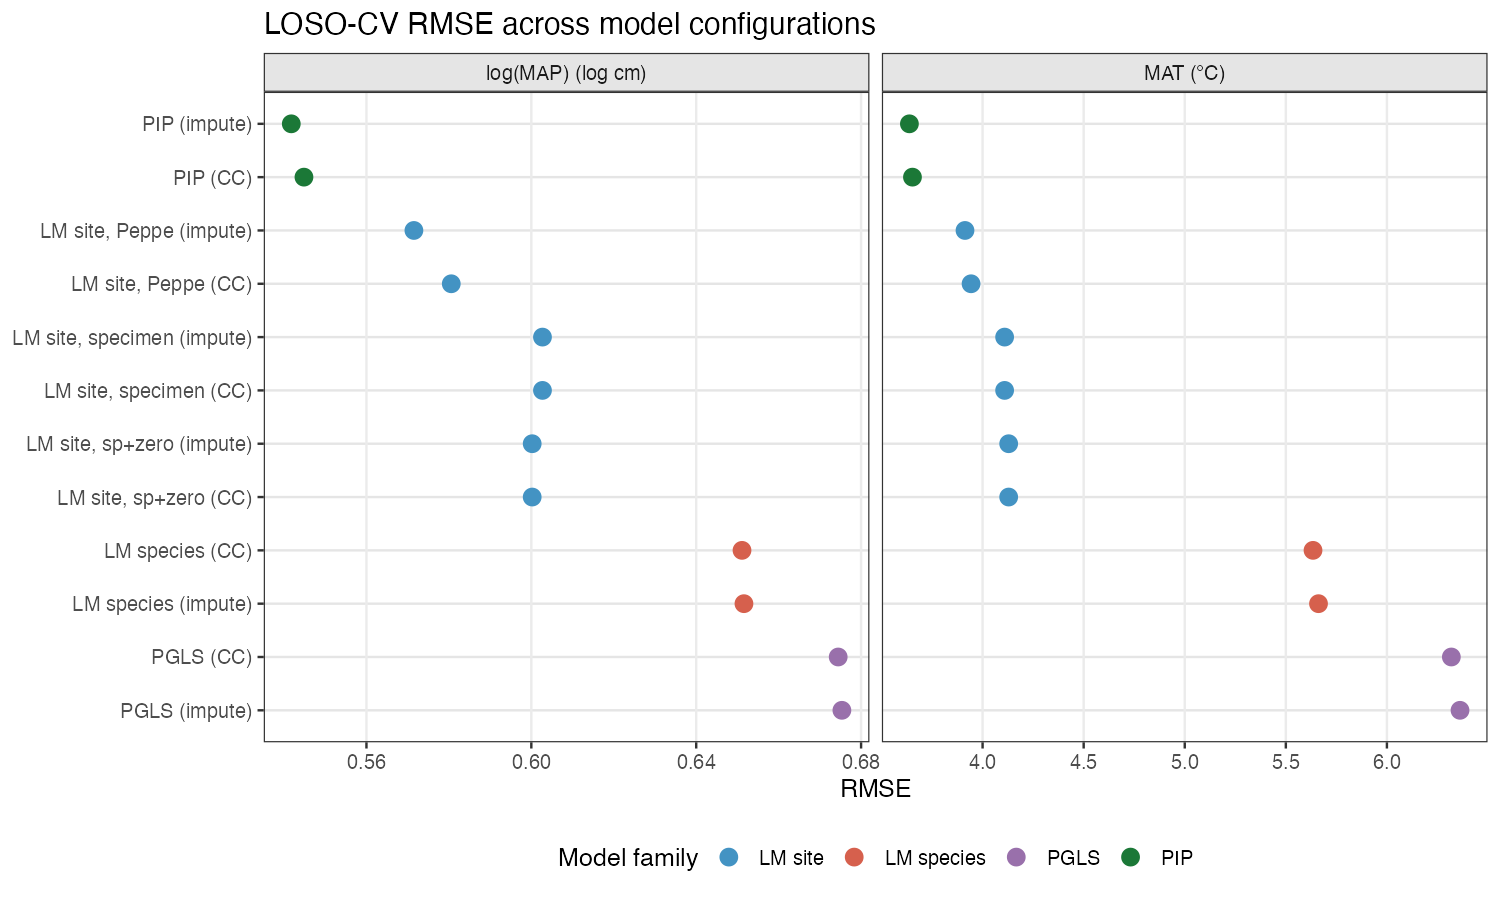 LOSO-CV RMSE across model configurations
log(MAP) (log cm)
MAT (°C)
PIP (impute)
PIP (CC)
LM site, Peppe (impute)
LM site, Peppe (CC)
LM site, specimen (impute)
LM site, specimen (CC)
LM site, sp+zero (impute)
LM site, sp+zero (CC)
LM species (CC)
LM species (impute)
PGLS (CC)
PGLS (impute)
0.56 0.60 0.64 0.68 4.0 4.5 5.0 5.5 6.0
RMSE
Model family LM site LM species PGLS PIP